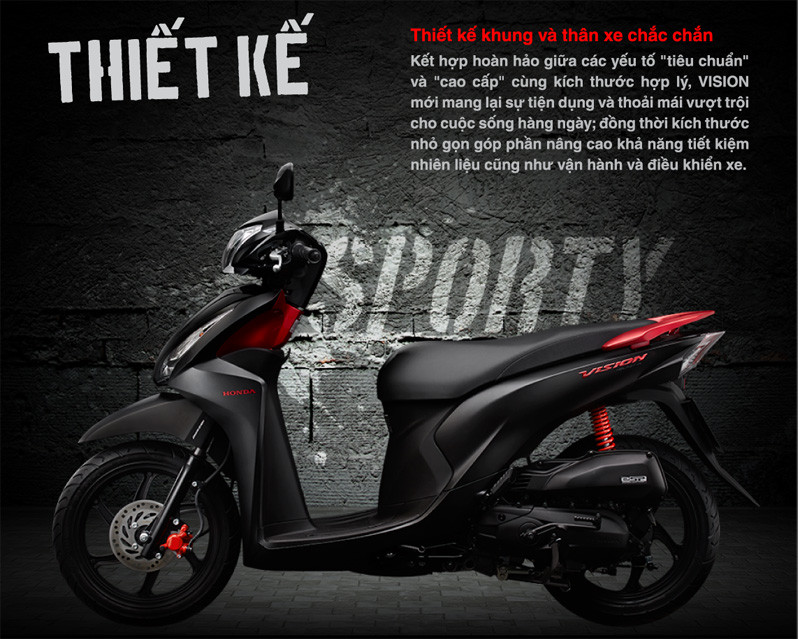 THIẾT KẾ
Thiết kế khung và thân xe chắc chắn
Kết hợp hoàn hảo giữa các yếu tố "tiêu chuẩn"
và "cao cấp" cùng kích thước hợp lý, VISION
mới mang lại sự tiện dụng và thoải mái vượt trội
cho cuộc sống hàng ngày; đồng thời kích thước
nhỏ gọn góp phần nâng cao khả năng tiết kiệm
nhiên liệu cũng như vận hành và điều khiển xe.
SPORTY
VISION
HONDA